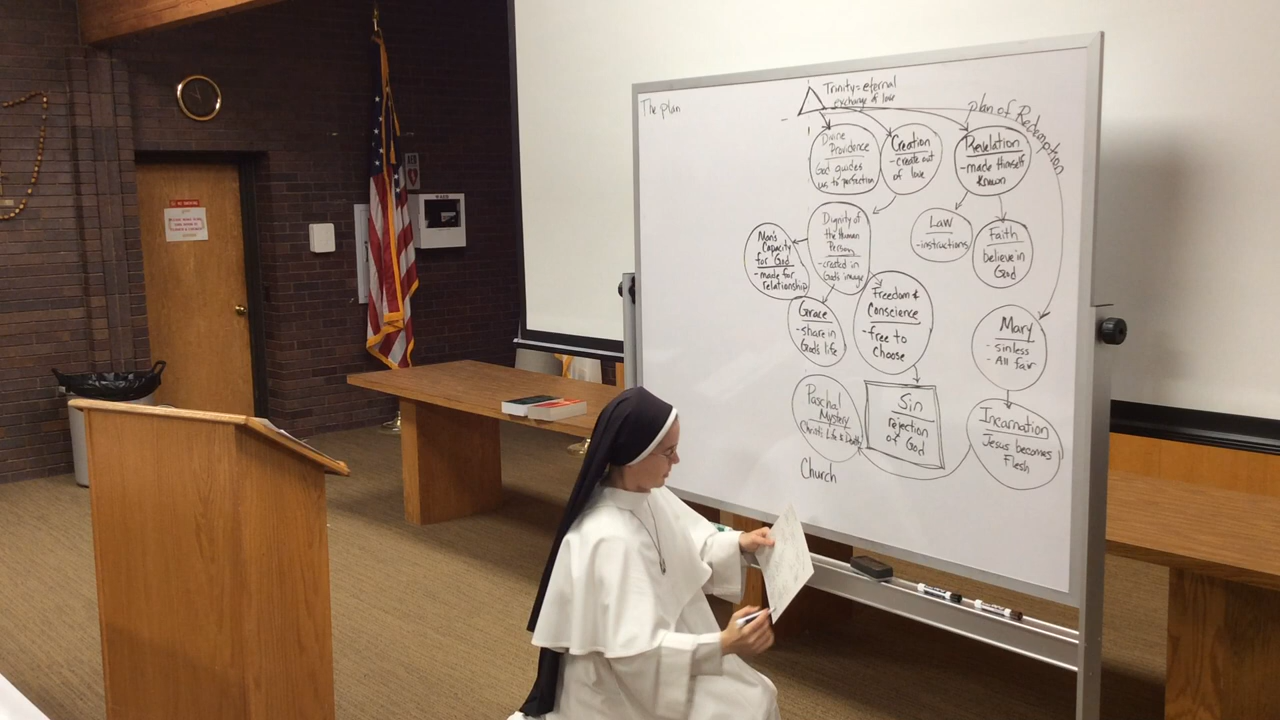 The plan
Trinity = eternal
exchange of love
plan of Redemption
Divine
Providence
God guides
us to perfection
Creation
- create out
of love
Revelation
- made Himself
Known
Law
- instructions
Faith
believe in
God
Man's
Capacity
for God
- made for
relationship
Dignity of
the Human
Person
- created in
God's image
Grace
- share in
God's life
Freedom &
Conscience
- free to
choose
Mary
- sinless
- All fair
Paschal
Mystery
Christ's Life & Death
Sin
rejection
of God
Incarnation
Jesus becomes
Flesh
Church
AED